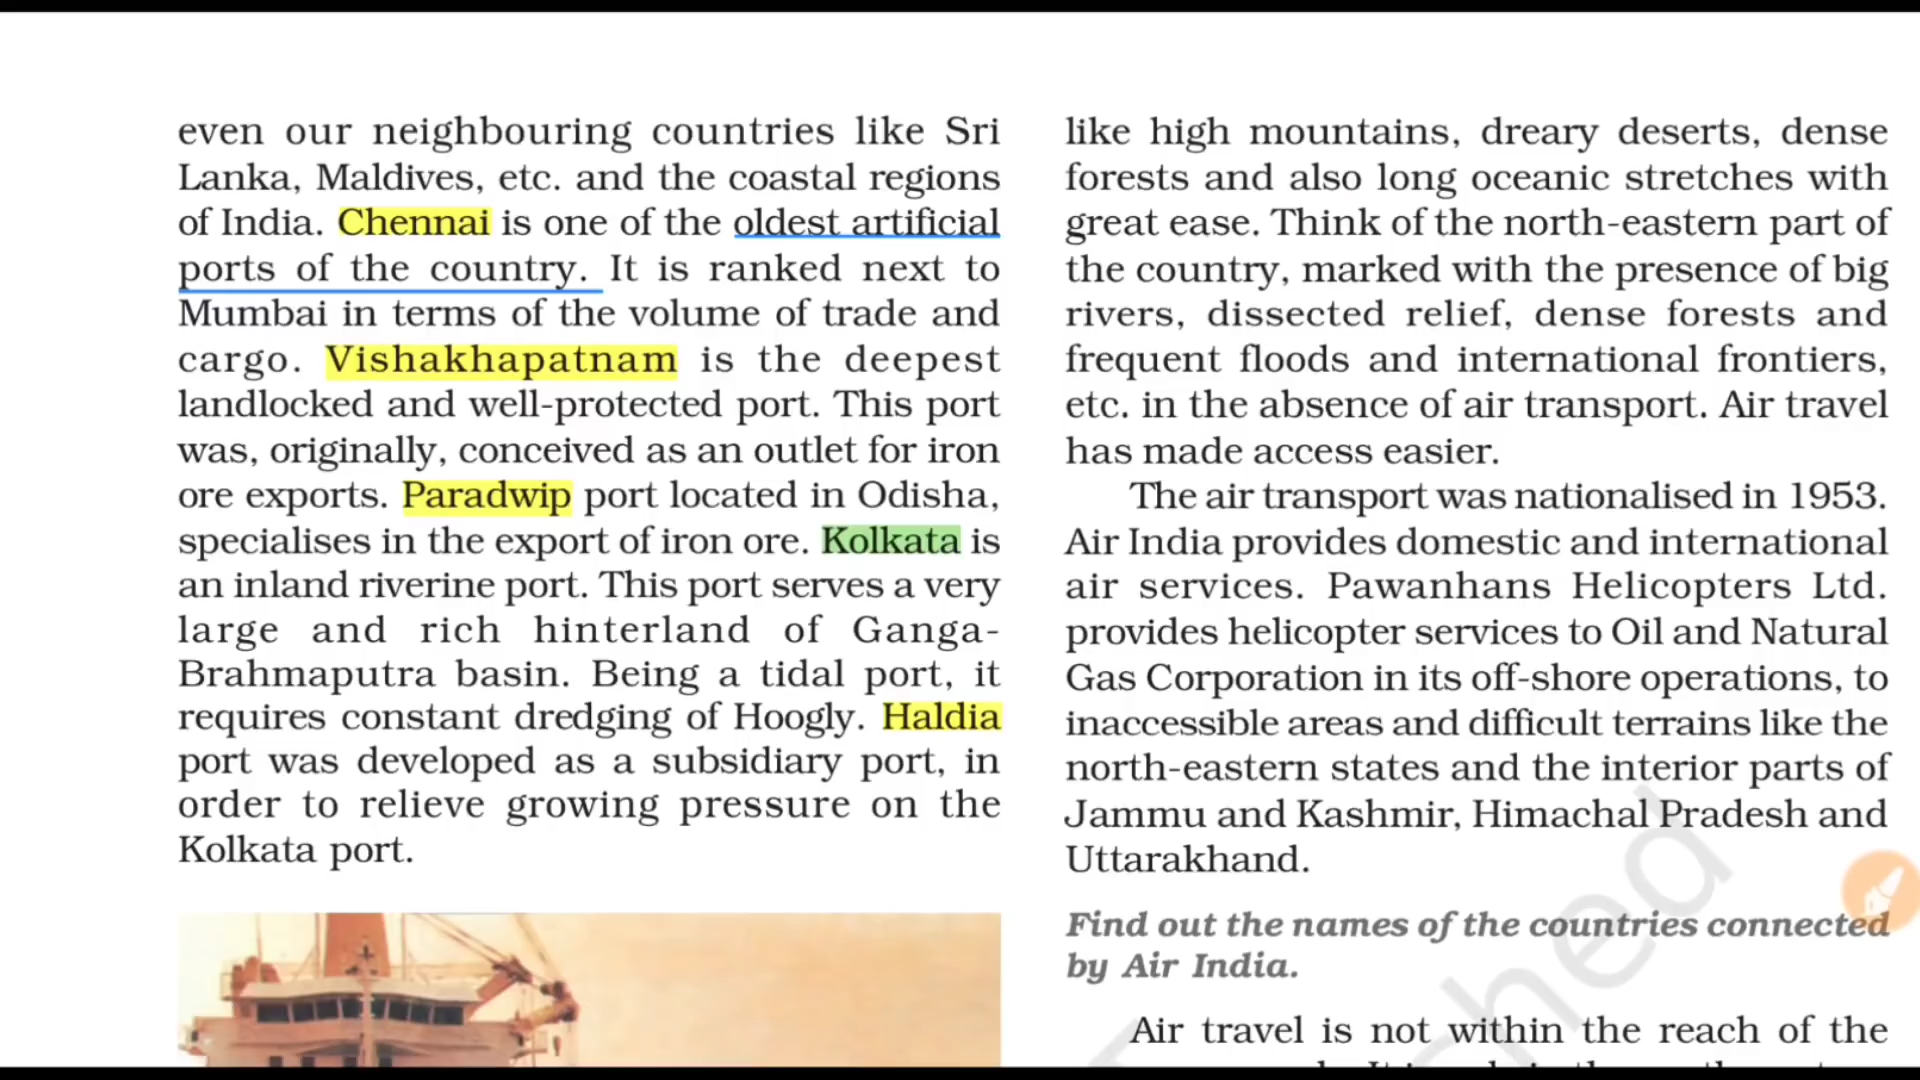 even our neighbouring countries like Sri
Lanka, Maldives, etc. and the coastal regions
of India. Chennai is one of the oldest artificial
ports of the country. It is ranked next to
Mumbai in terms of the volume of trade and
cargo. Vishakhapatnam is the deepest
landlocked and well-protected port. This port
was, originally, conceived as an outlet for iron
ore exports. Paradwip port located in Odisha,
specialises in the export of iron ore. Kolkata is
an inland riverine port. This port serves a very
large and rich hinterland of Ganga-
Brahmaputra basin. Being a tidal port, it
requires constant dredging of Hoogly. Haldia
port was developed as a subsidiary port, in
order to relieve growing pressure on the
Kolkata port.
like high mountains, dreary deserts, dense
forests and also long oceanic stretches with
great ease. Think of the north-eastern part of
the country, marked with the presence of big
rivers, dissected relief, dense forests and
frequent floods and international frontiers,
etc. in the absence of air transport. Air travel
has made access easier.
The air transport was nationalised in 1953.
Air India provides domestic and international
air services. Pawanhans Helicopters Ltd.
provides helicopter services to Oil and Natural
Gas Corporation in its off-shore operations, to
inaccessible areas and difficult terrains like the
north-eastern states and the interior parts of
Jammu and Kashmir, Himachal Pradesh and
Uttarakhand.
Find out the names of the countries connected
by Air India.
Air travel is not within the reach of the